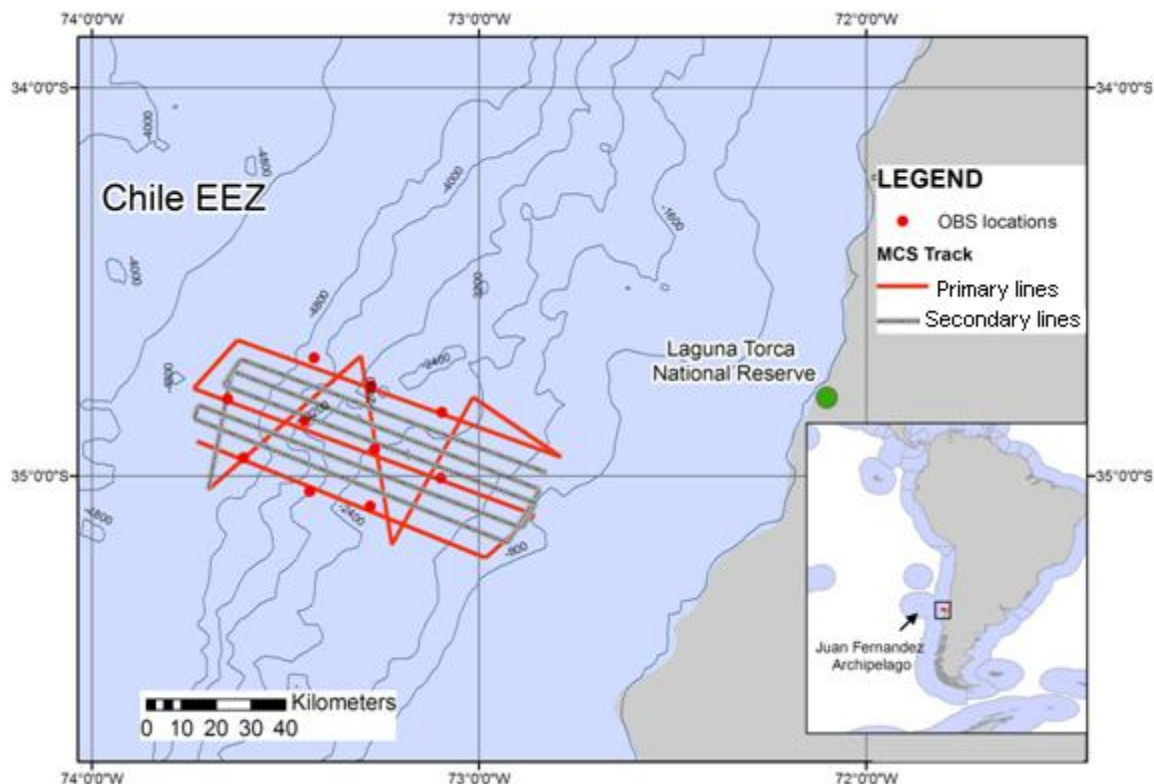 74°0'0"W
73°0'0"W
72°0'0"W
34°0'0"S
34°0'0"S
-4000
-4800
Chile EEZ
-4000
-1600
-4000
3200
-4800
LEGEND
OBS locations
MCS Track
Primary lines
Secondary lines
Laguna Torca
National Reserve
-2400
-4800
35°0'0"S
35°0'0"S
-4800
-2400
-800
Juan Fernandez
Archipelago
Kilometers
0 10 20 30 40
74°0'0"W
73°0'0"W
72°0'0"W